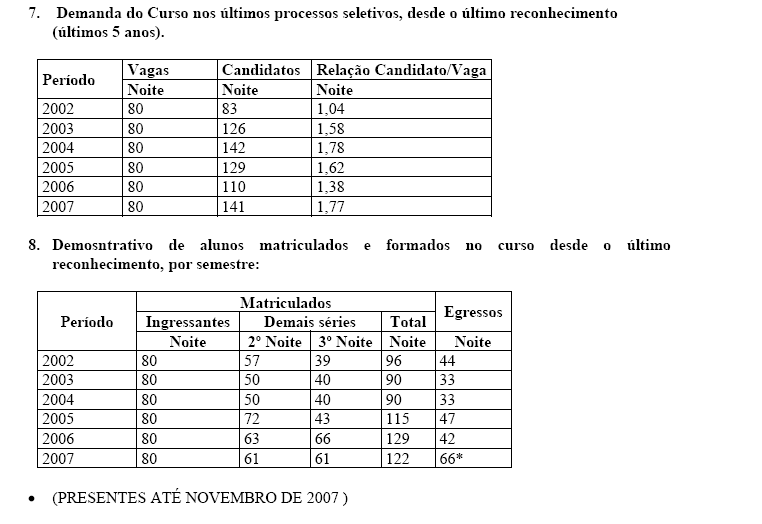 7. Demanda do Curso nos últimos processos seletivos, desde o último reconhecimento
(últimos 5 anos).
Período Vagas Candidatos Relação Candidato/Vaga
Noite Noite Noite
2002 80 83 1,04
2003 80 126 1,58
2004 80 142 1,78
2005 80 129 1,62
2006 80 110 1,38
2007 80 141 1,77
8. Demosntrativo de alunos matriculados e formados no curso desde o último
reconhecimento, por semestre:
Período Matriculados Egressos
Ingressantes Demais séries Total
Noite 2º Noite 3º Noite Noite Noite
2002 80 57 39 96 44
2003 80 50 40 90 33
2004 80 50 40 90 33
2005 80 72 43 115 47
2006 80 63 66 129 42
2007 80 61 61 122 66*
• (PRESENTES ATÉ NOVEMBRO DE 2007 )